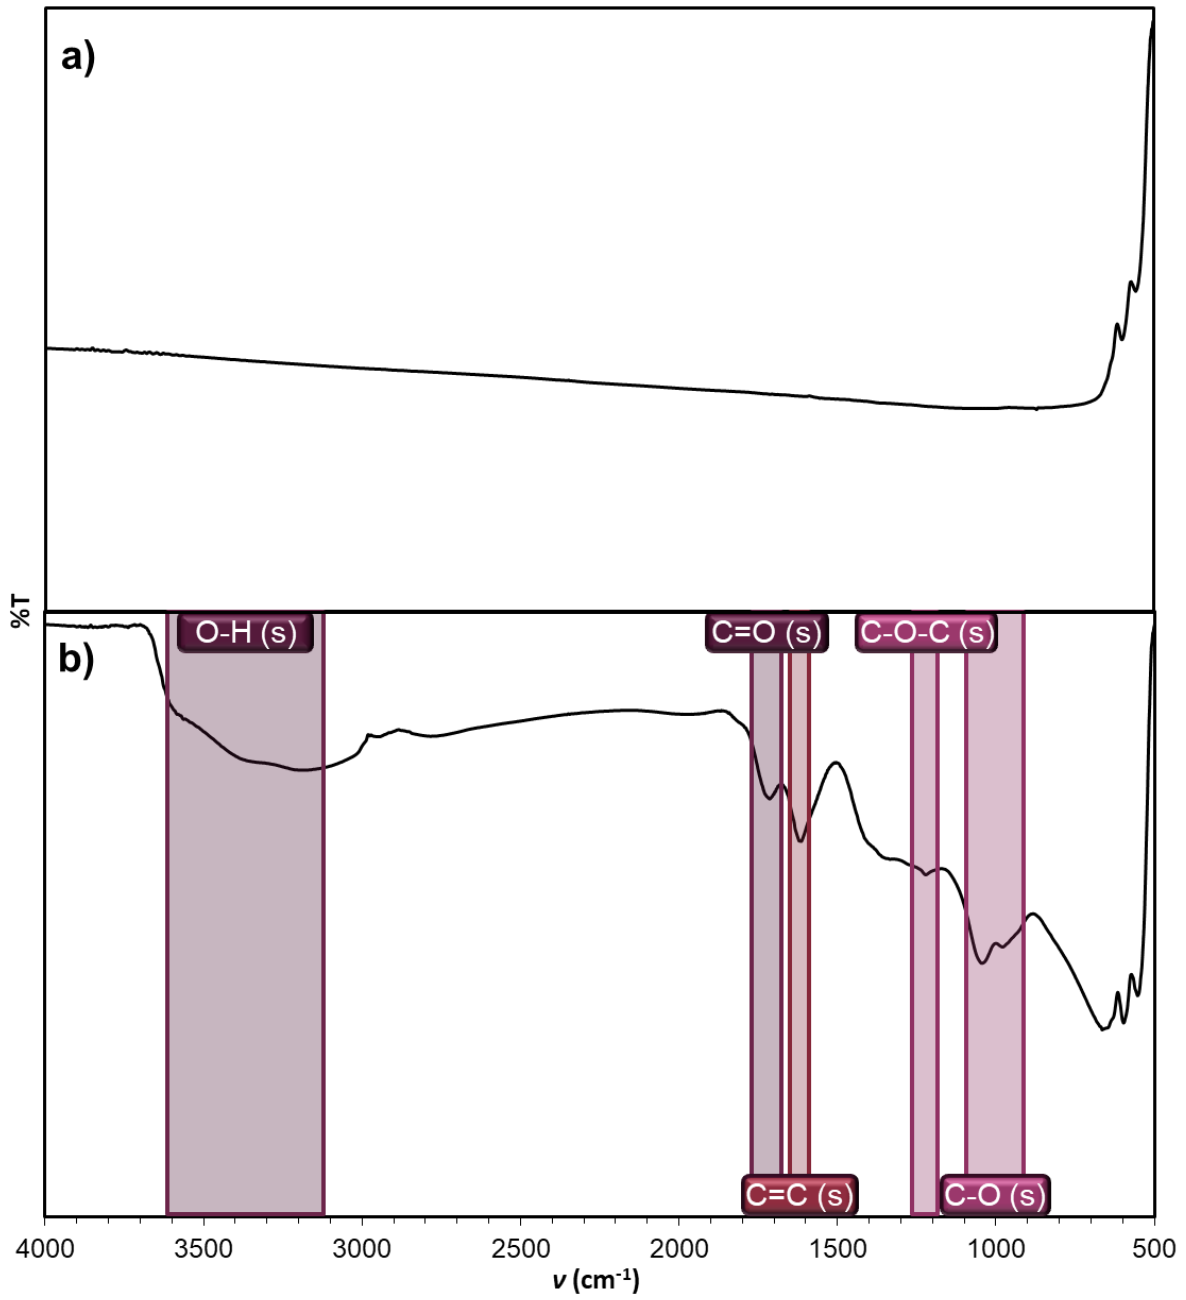 a)
%T
O-H (s)
C=O (s)
C-O-C (s)
b)
C=C (s)
C-O (s)
4000
3500
3000
2500
2000
1500
1000
500
ν (cm⁻¹)